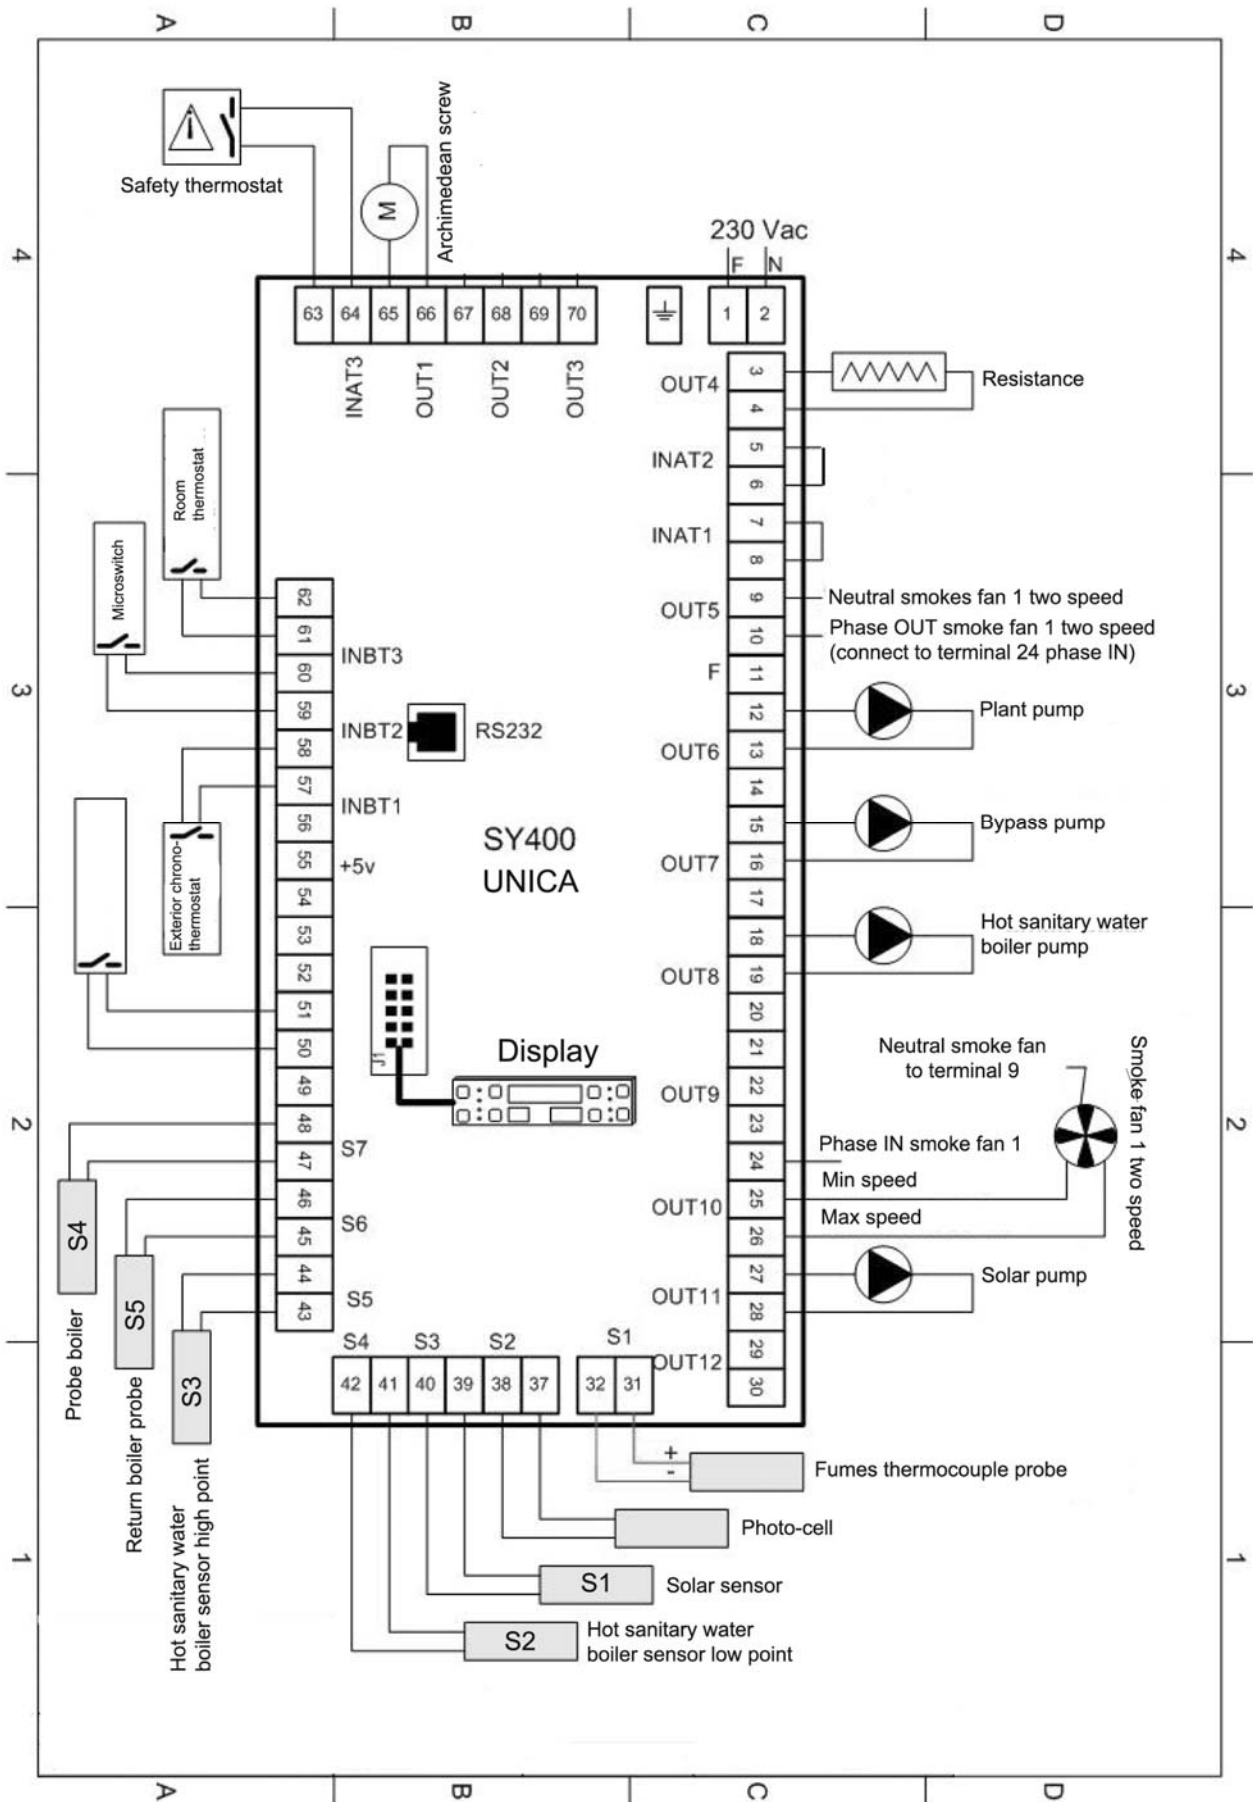 A
B
C
D
Safety thermostat
M
Archimedean screw
230 Vac
F
N
4
4
63
64
65
66
67
68
69
70
1
2
INAT3
OUT1
OUT2
OUT3
OUT4
3
4
Resistance
INAT2
5
6
INAT1
7
8
OUT5
9
10
Neutral smokes fan 1 two speed
Phase OUT smoke fan 1 two speed
(connect to terminal 24 phase IN)
Room
thermostat
Microswitch
62
61
60
59
58
57
56
55
54
53
52
51
50
49
48
47
46
45
44
43
INBT3
INBT2
INBT1
+5v
RS232
3
3
F
11
12
13
14
15
16
17
18
19
20
21
22
23
24
25
26
27
28
29
30
OUT6
Plant pump
OUT7
Bypass pump
SY400
UNICA
Exterior chrono-
thermostat
OUT8
Hot sanitary water
boiler pump
J1
Display
OUT9
Neutral smoke fan
to terminal 9
Smoke fan 1 two speed
2
2
Phase IN smoke fan 1
Min speed
OUT10
Max speed
OUT11
Solar pump
OUT12
S7
S6
S5
S4
Probe boiler
S5
Return boiler probe
S3
Hot sanitary water
boiler sensor high point
S4
S3
S2
S1
42
41
40
39
38
37
32
31
+
-
Fumes thermocouple probe
Photo-cell
S1
Solar sensor
S2
Hot sanitary water
boiler sensor low point
1
1
A
B
C
D